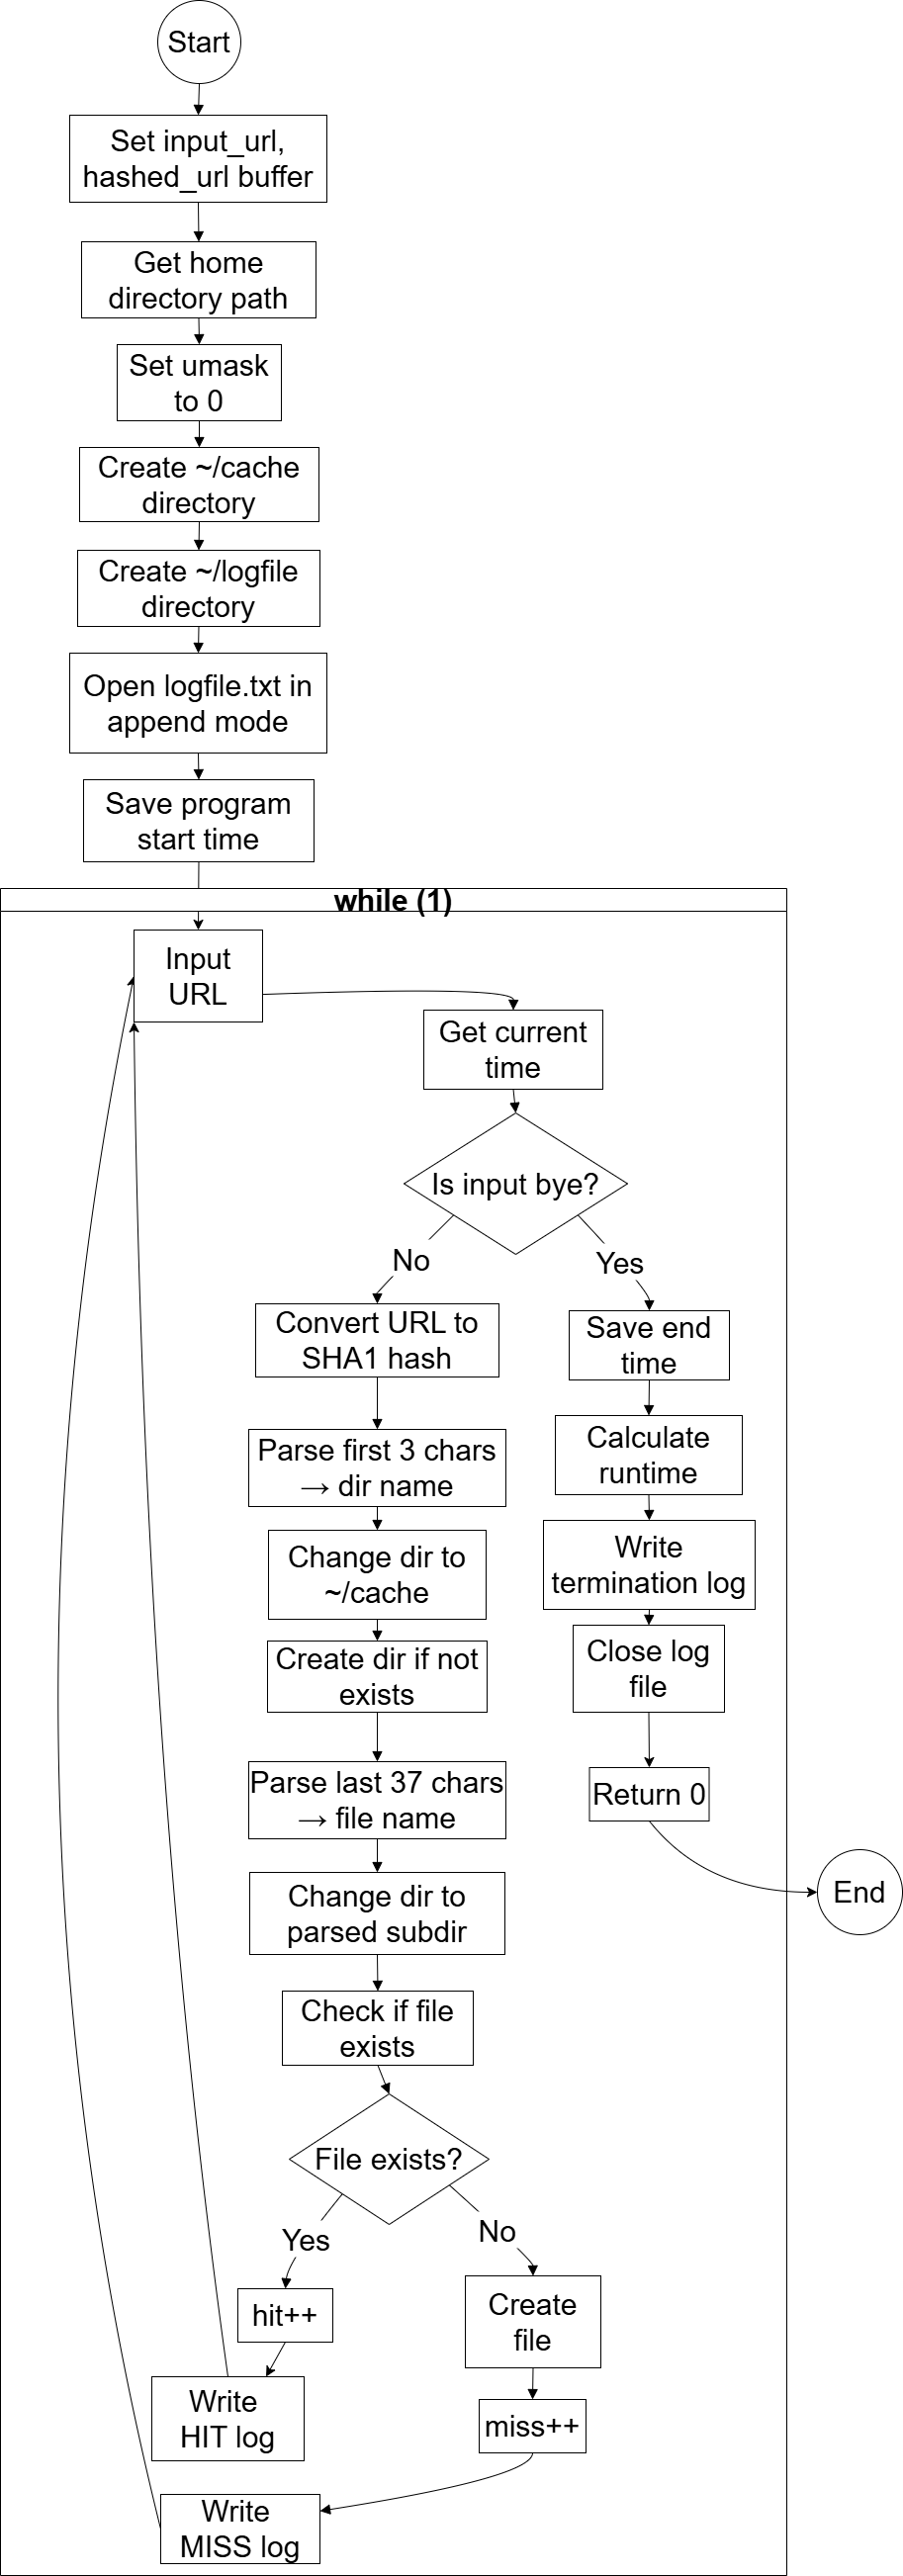 Start
Set input_url,
hashed_url buffer
Get home
directory path
Set umask
to 0
Create ~/cache
directory
Create ~/logfile
directory
Open logfile.txt in
append mode
Save program
start time
while (1)
Input
URL
Get current
time
Is input bye?
No
Yes
Convert URL to
SHA1 hash
Save end
time
Parse first 3 chars
→ dir name
Calculate
runtime
Change dir to
~/cache
Write
termination log
Create dir if not
exists
Close log
file
Parse last 37 chars
→ file name
Return 0
Change dir to
parsed subdir
End
Check if file
exists
File exists?
Yes
No
hit++
Create
file
Write
HIT log
miss++
Write
MISS log